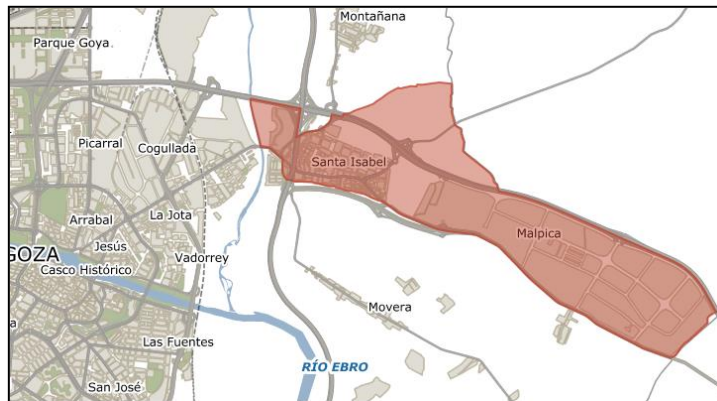 Montañana
Parque Goya
Picarral
Cogullada
Santa Isabel
Arrabal
La Jota
Jesús
Malpica
GOZA
Vadorrey
Casco Histórico
Movera
a
Las Fuentes
RÍO EBRO
San José